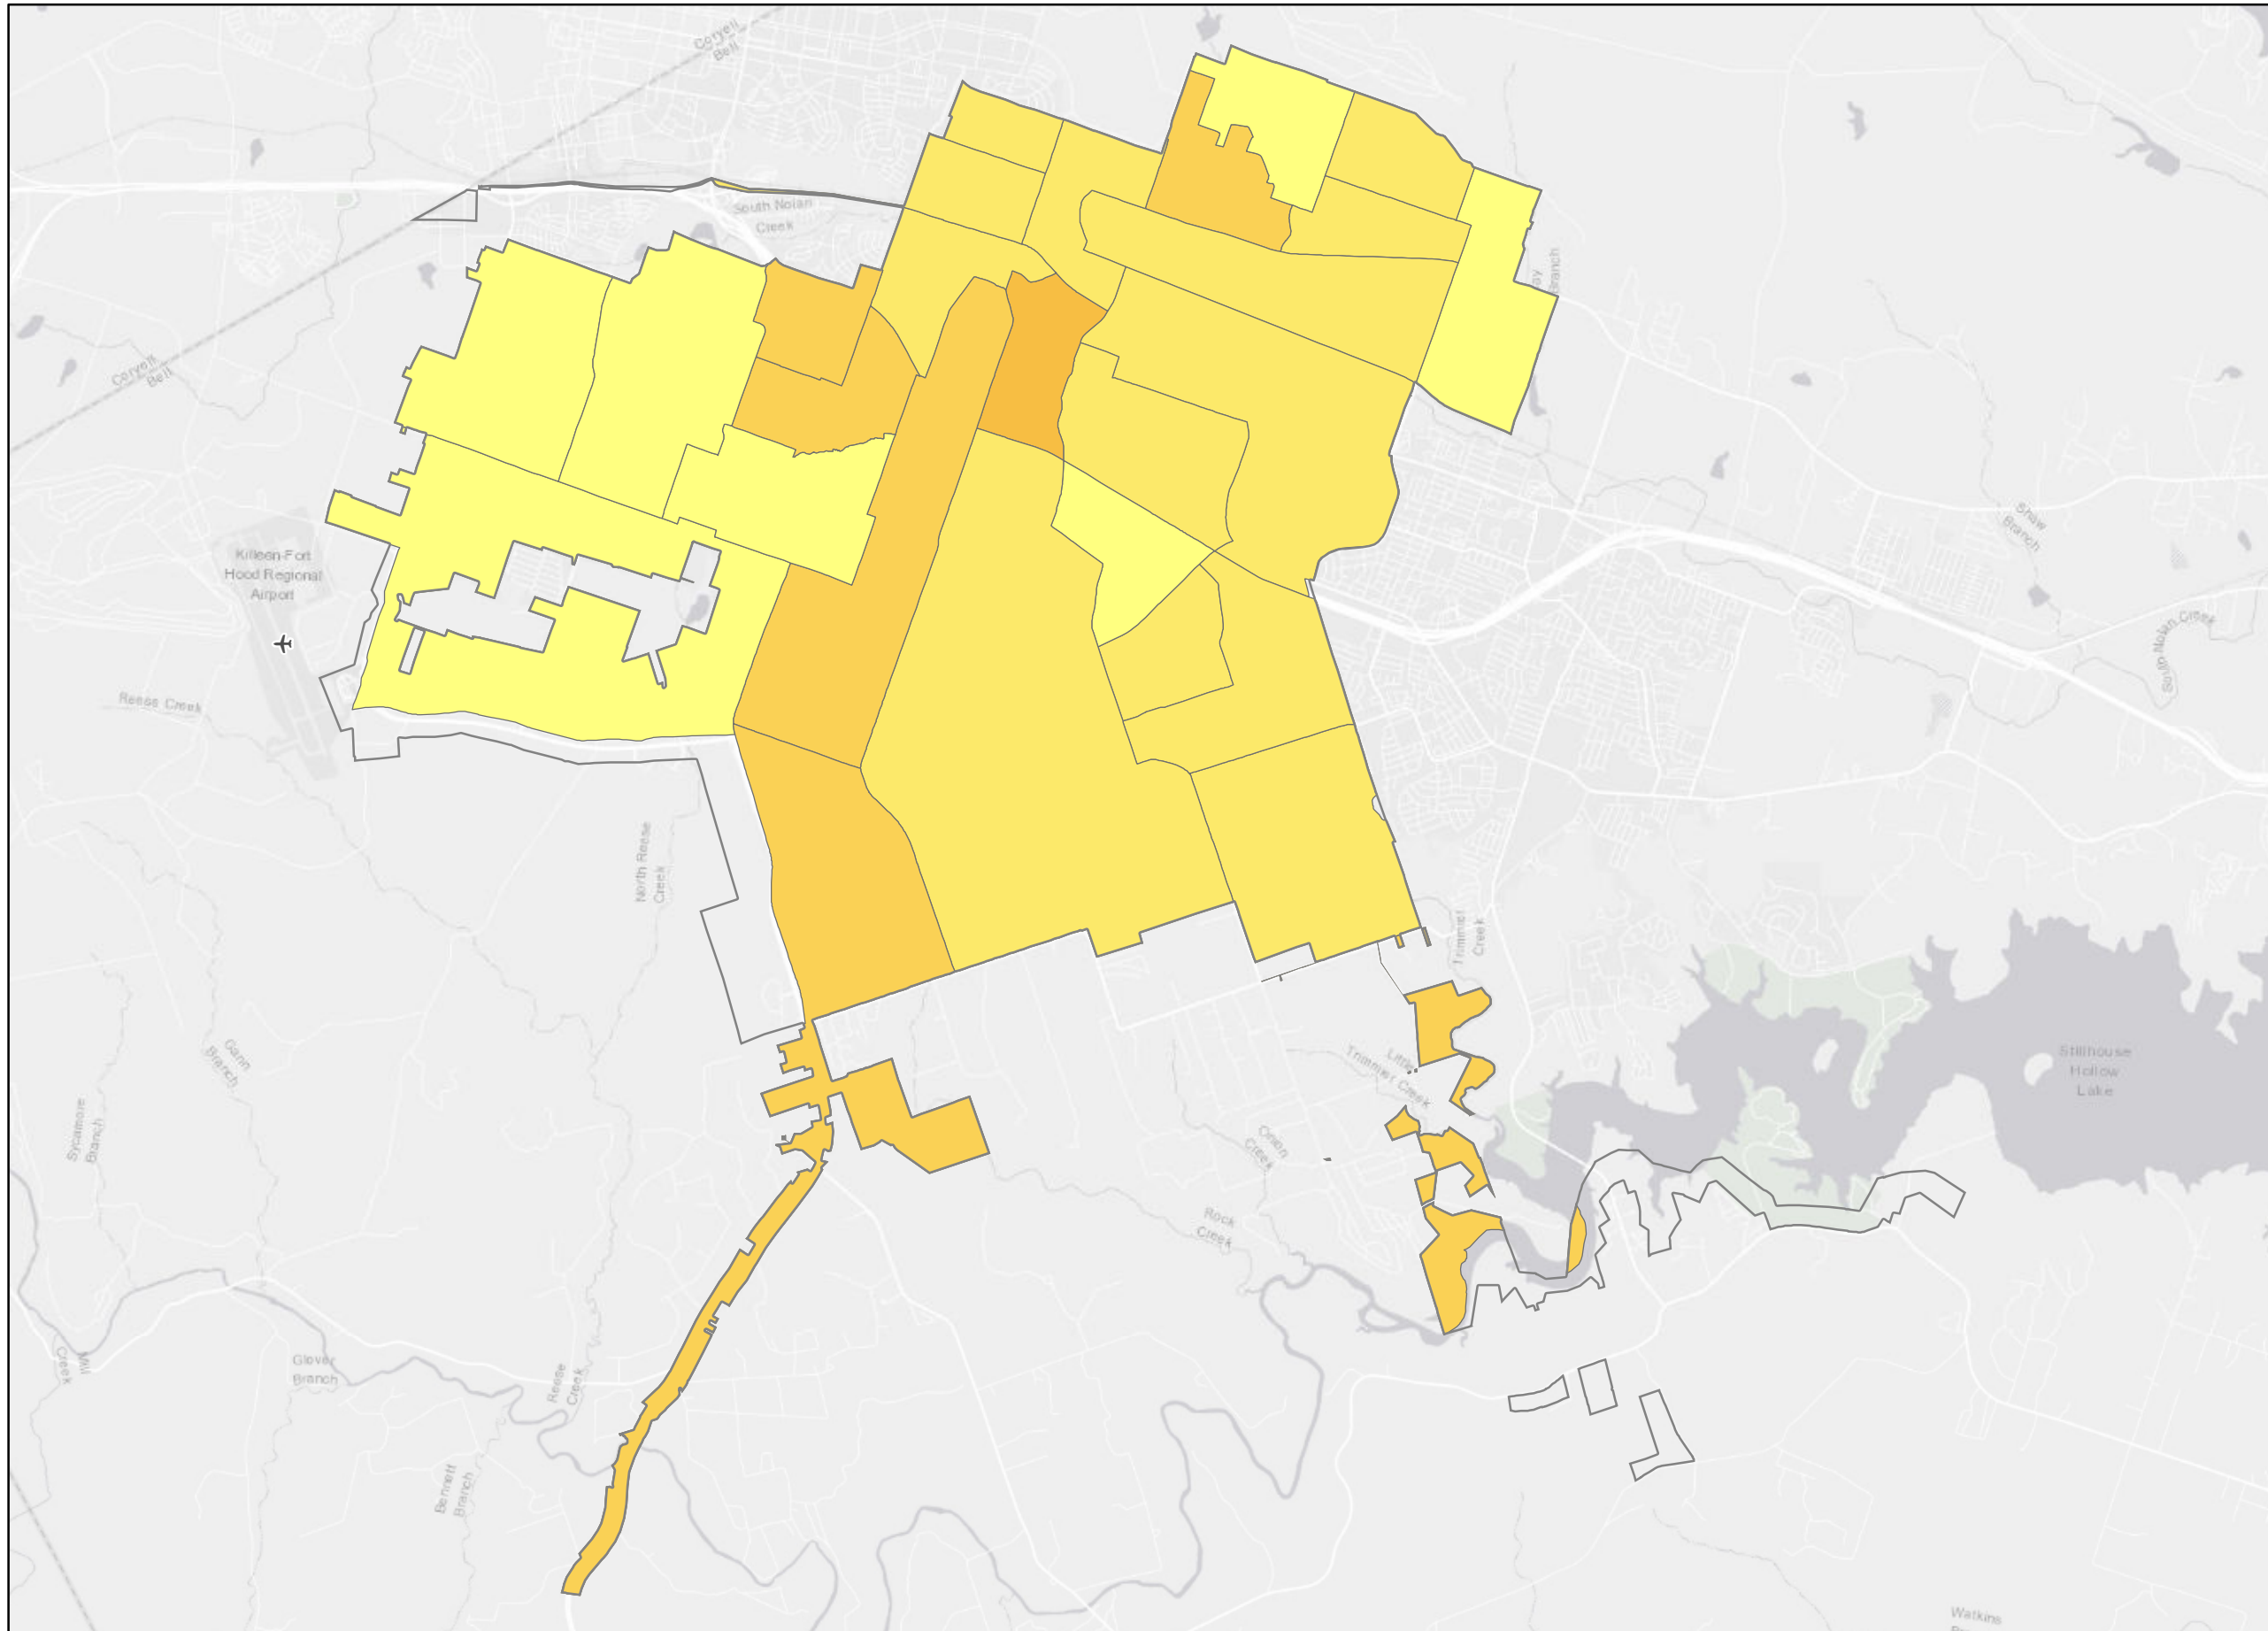 Coryell
Bell
South Nolan
Creek
Branch
Coryell
Bell
Killeen-Fort
Hood Regional
Airport
Shaw
Branch
South Nolan Creek
Reese Creek
North Reese
Creek
Trimmier
Creek
Gann
Branch
Sycamore
Branch
Little
Trimmier Creek
Stillhouse
Hollow
Lake
Onion
Creek
Rock
Creek
Mill
Creek
Glover
Branch
Reese
Creek
Bennett
Branch
Watkins